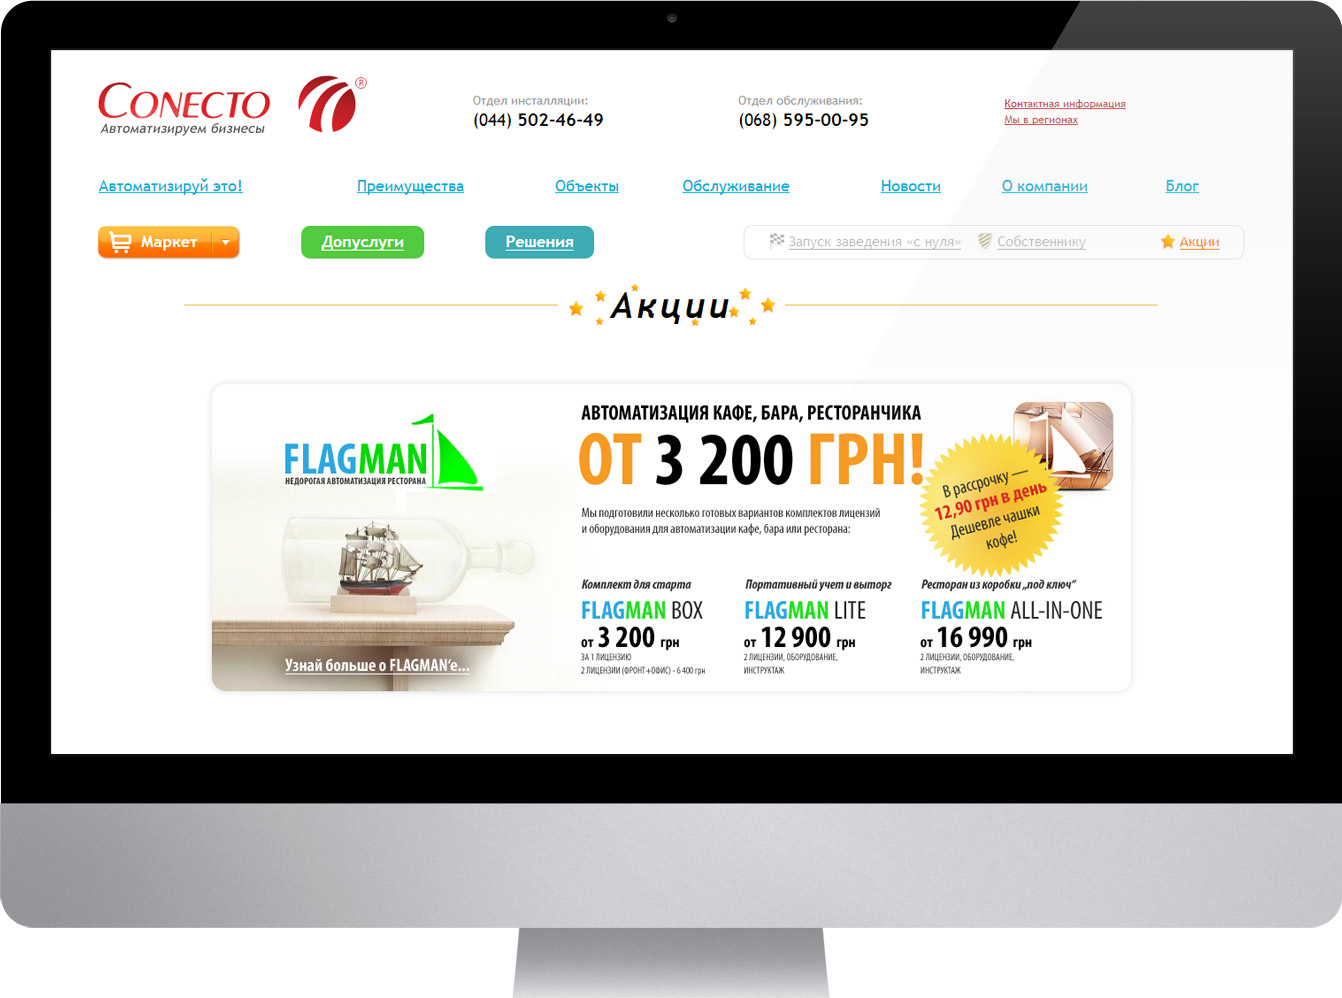 CONECTO ®
Автоматизируем бизнесы
Отдел инсталляции:
(044) 502-46-49
Отдел обслуживания:
(068) 595-00-95
Контактная информация
Мы в регионах
Автоматизируй это!
Преимущества
Объекты
Обслуживание
Новости
О компании
Блог
Маркет
Допуслуги
Решения
Запуск заведения «с нуля»
Собственнику
Акции
Акции
FLAGMAN
НЕДОРОГАЯ АВТОМАТИЗАЦИЯ РЕСТОРАНА
Узнай больше о FLAGMAN‘е...
АВТОМАТИЗАЦИЯ КАФЕ, БАРА, РЕСТОРАНЧИКА
ОТ 3 200 ГРН!
Мы подготовили несколько готовых вариантов комплектов лицензий
и оборудования для автоматизации кафе, бара или ресторана:
В рассрочку —
12,90 грн в день
Дешевле чашки
кофе!
Комплект для старта
FLAGMAN BOX
от 3 200 грн
ЗА 1 ЛИЦЕНЗИЮ
2 ЛИЦЕНЗИИ (ФРОНТ+ОФИС) - 6 400 грн
Портативный учет и выторг
FLAGMAN LITE
от 12 900 грн
2 ЛИЦЕНЗИИ, ОБОРУДОВАНИЕ,
ИНСТРУКТАЖ
Ресторан из коробки „под ключ“
FLAGMAN ALL-IN-ONE
от 16 990 грн
2 ЛИЦЕНЗИИ, ОБОРУДОВАНИЕ,
ИНСТРУКТАЖ